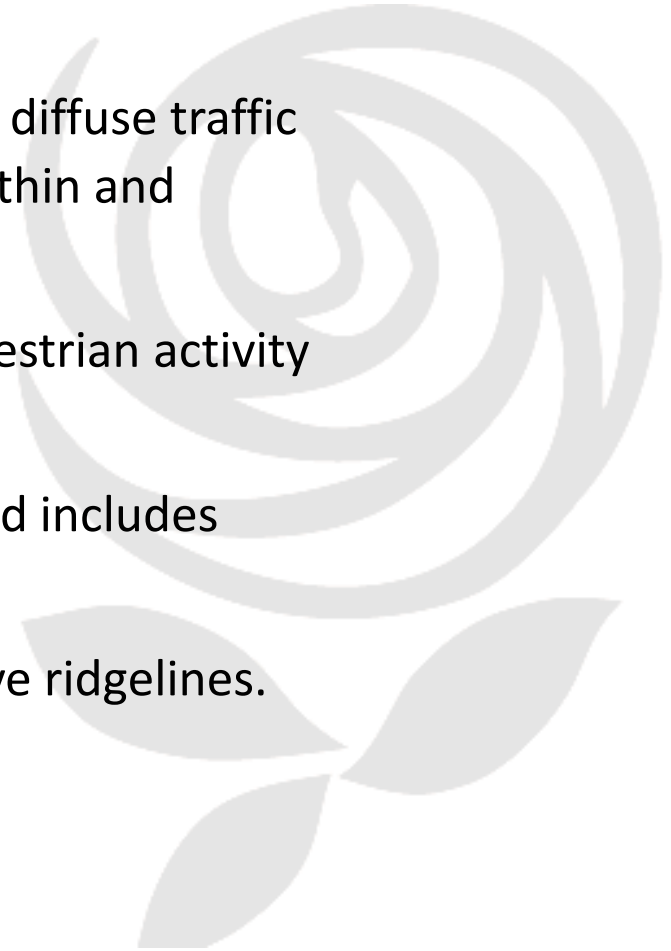 diffuse traffic
thin and
estrian activity
d includes
ve ridgelines.